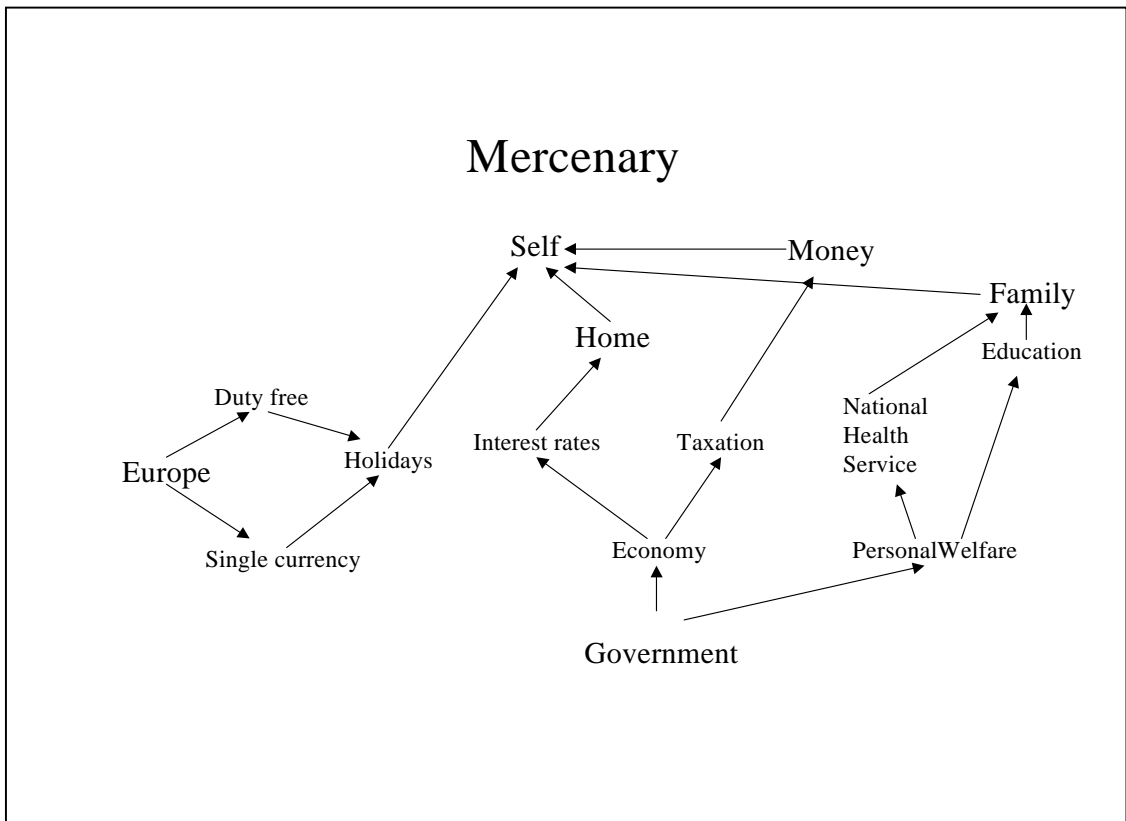 Mercenary
Self
Money
Family
Home
Education
Duty free
National
Health
Service
Interest rates
Taxation
Holidays
Europe
Single currency
Economy
PersonalWelfare
Government